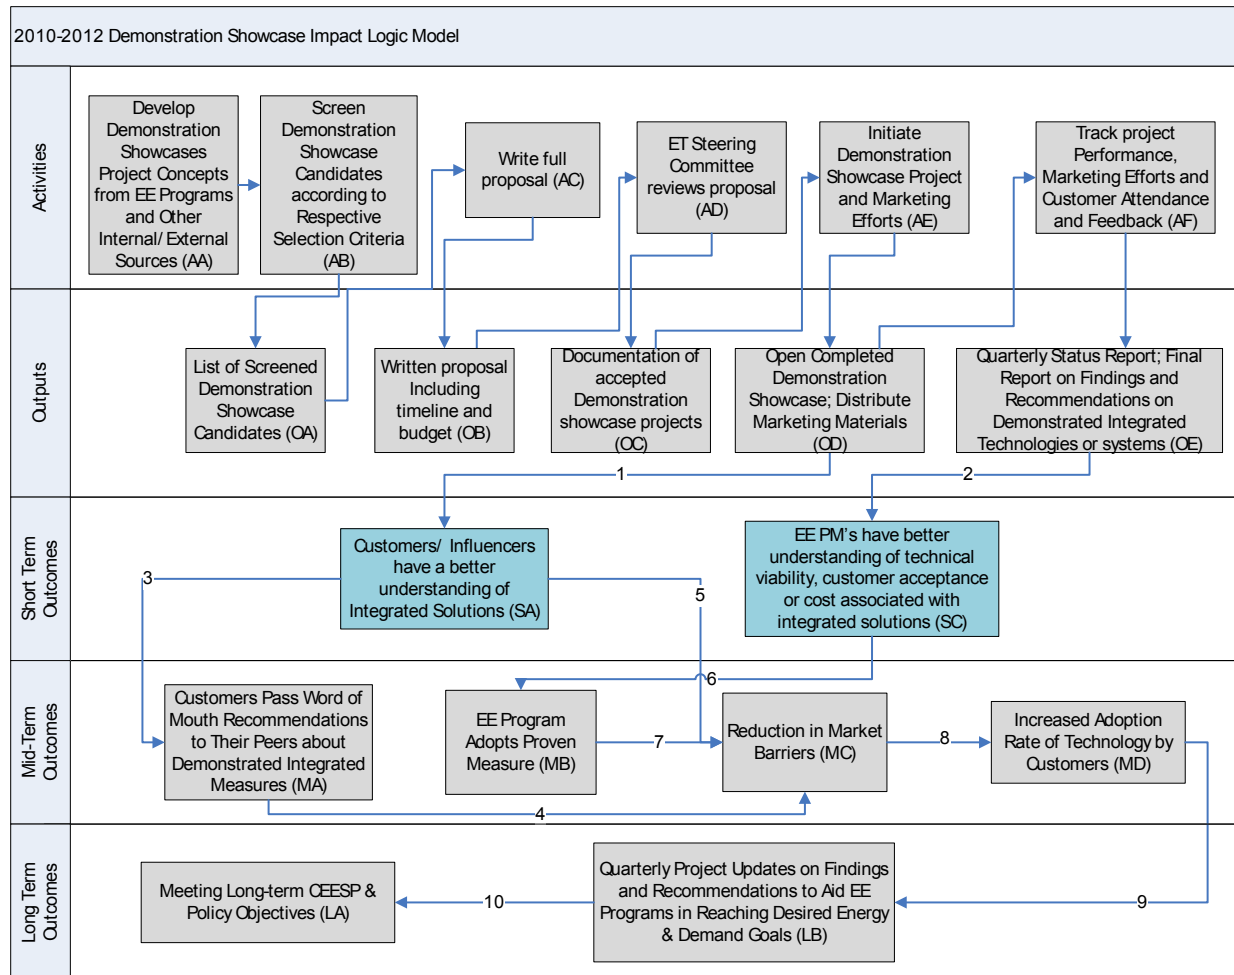 2010-2012 Demonstration Showcase Impact Logic Model
Activities
Develop
Demonstration
Showcases
Project Concepts
from EE Programs
and Other
Internal/ External
Sources (AA)
Screen
Demonstration
Showcase
Candidates
according to
Respective
Selection Criteria
(AB)
Write full
proposal (AC)
ET Steering
Committee
reviews proposal
(AD)
Initiate
Demonstration
Showcase Project
and Marketing
Efforts (AE)
Track project
Performance,
Marketing Efforts and
Customer Attendance
and Feedback (AF)
Outputs
List of Screened
Demonstration
Showcase
Candidates (OA)
Written proposal
Including
timeline and
budget (OB)
Documentation of
accepted
Demonstration
showcase projects
(OC)
Open Completed
Demonstration
Showcase; Distribute
Marketing Materials
(OD)
Quarterly Status Report; Final
Report on Findings and
Recommendations on
Demonstrated Integrated
Technologies or systems (OE)
1
2
Short Term
Outcomes
Customers/ Influencers
have a better
understanding of
Integrated Solutions (SA)
EE PM's have better
understanding of technical
viability, customer acceptance
or cost associated with
integrated solutions (SC)
3
5
6
Mid-Term
Outcomes
Customers Pass Word of
Mouth Recommendations
to Their Peers about
Demonstrated Integrated
Measures (MA)
EE Program
Adopts Proven
Measure (MB)
7
Reduction in Market
Barriers (MC)
8
Increased Adoption
Rate of Technology by
Customers (MD)
4
Long Term
Outcomes
Meeting Long-term CEESP &
Policy Objectives (LA)
10
Quarterly Project Updates on Findings
and Recommendations to Aid EE
Programs in Reaching Desired Energy
& Demand Goals (LB)
9